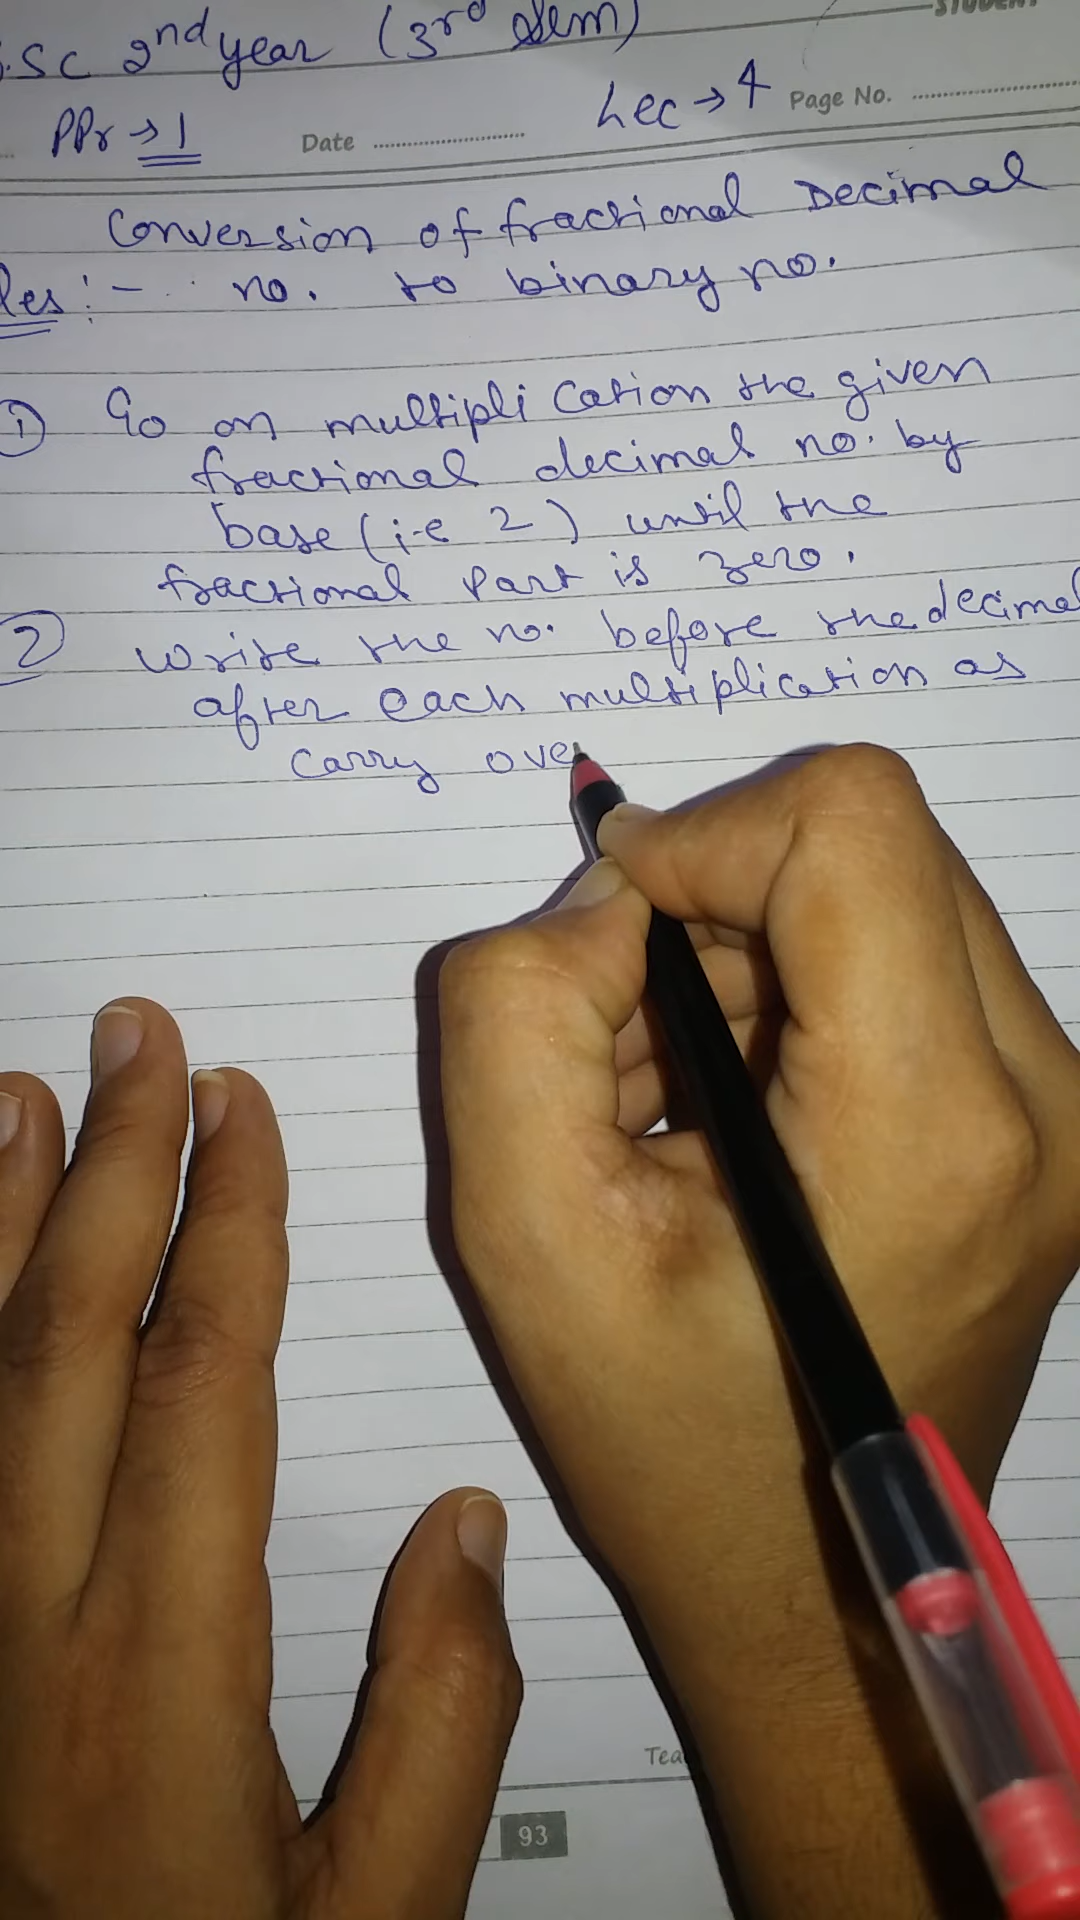 .SC 2nd year (3rd Sem)
STUDENT
PPr → 1 Date Lec → 4 Page No.
Conversion of fractional Decimal
les :- no. to binary no.
① Go on multiplication the given
fractional decimal no. by
base (i-e 2) until the
fractional Part is zero.
② Write the no. before the decimal
after each multiplication as
carry ove
Tea
93